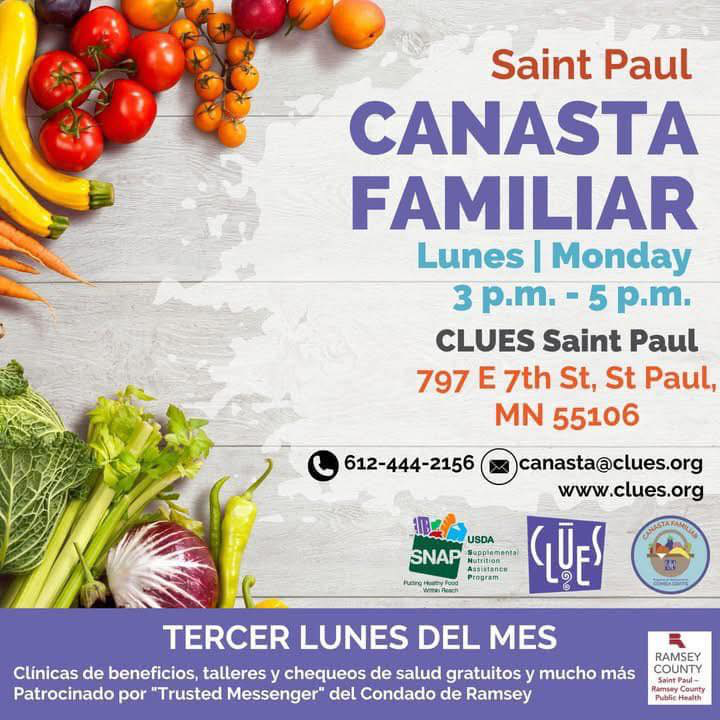 Saint Paul
CANASTA
FAMILIAR
Lunes | Monday
3 p.m. - 5 p.m.
CLUES Saint Paul
797 E 7th St, St Paul,
MN 55106
612-444-2156 canasta@clues.org
www.clues.org
SNAP
USDA
Supplemental
Nutrition
Assistance
Program
Putting Healthy Food
Within Reach
CLUES
CANASTA FAMILIAR
COMIDA GRATIS
TERCER LUNES DEL MES
Clínicas de beneficios, talleres y chequeos de salud gratuitos y mucho más
Patrocinado por "Trusted Messenger" del Condado de Ramsey
RAMSEY
COUNTY
Saint Paul –
Ramsey County
Public Health